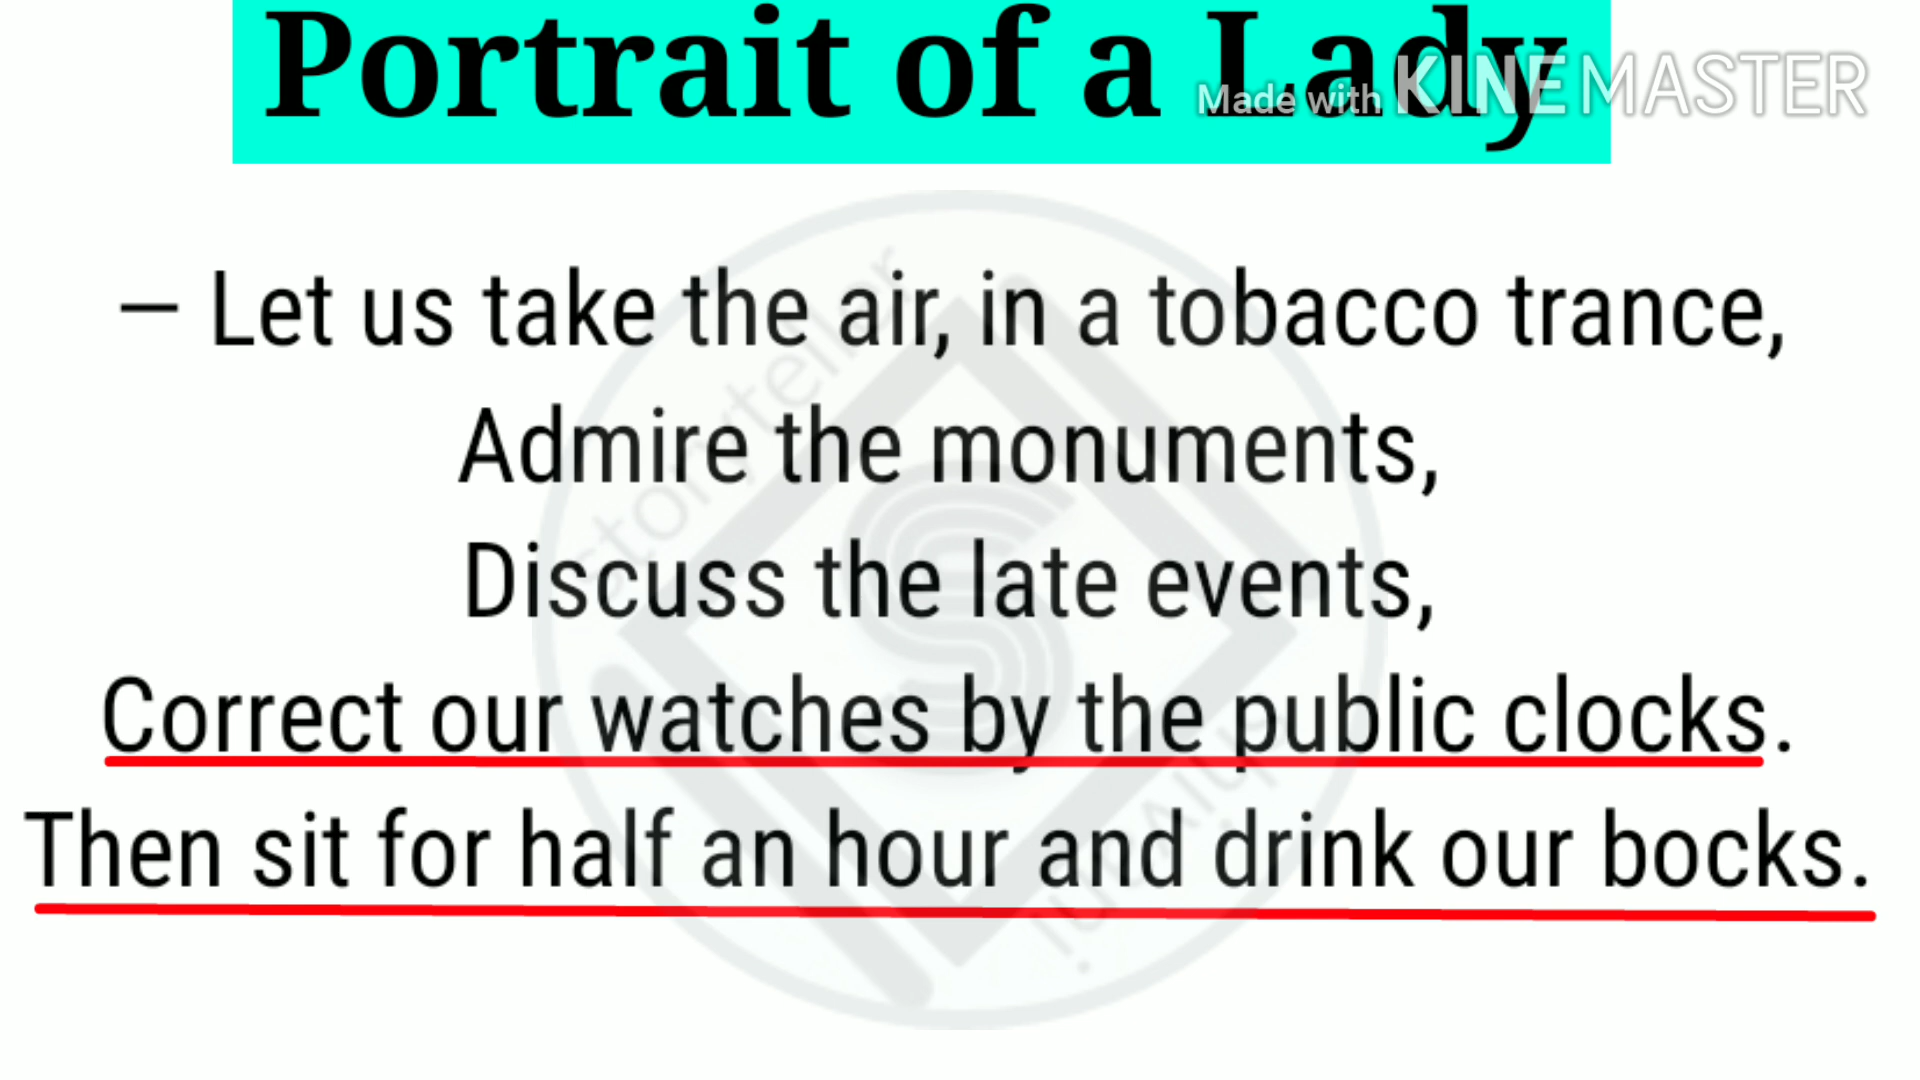 Portrait of a Lady
Made with KINEMASTER
– Let us take the air, in a tobacco trance,
Admire the monuments,
Discuss the late events,
Correct our watches by the public clocks.
Then sit for half an hour and drink our bocks.
storyteller
shivani